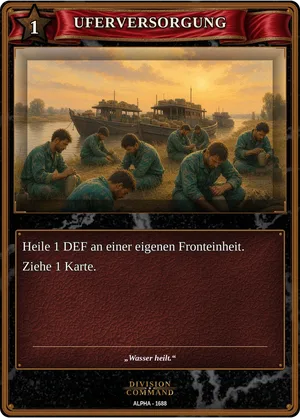 1
UFERVERSORGUNG
Heile 1 DEF an einer eigenen Fronteinheit.
Ziehe 1 Karte.
„Wasser heilt.“
DIVISION
COMMAND
ALPHA - 1688